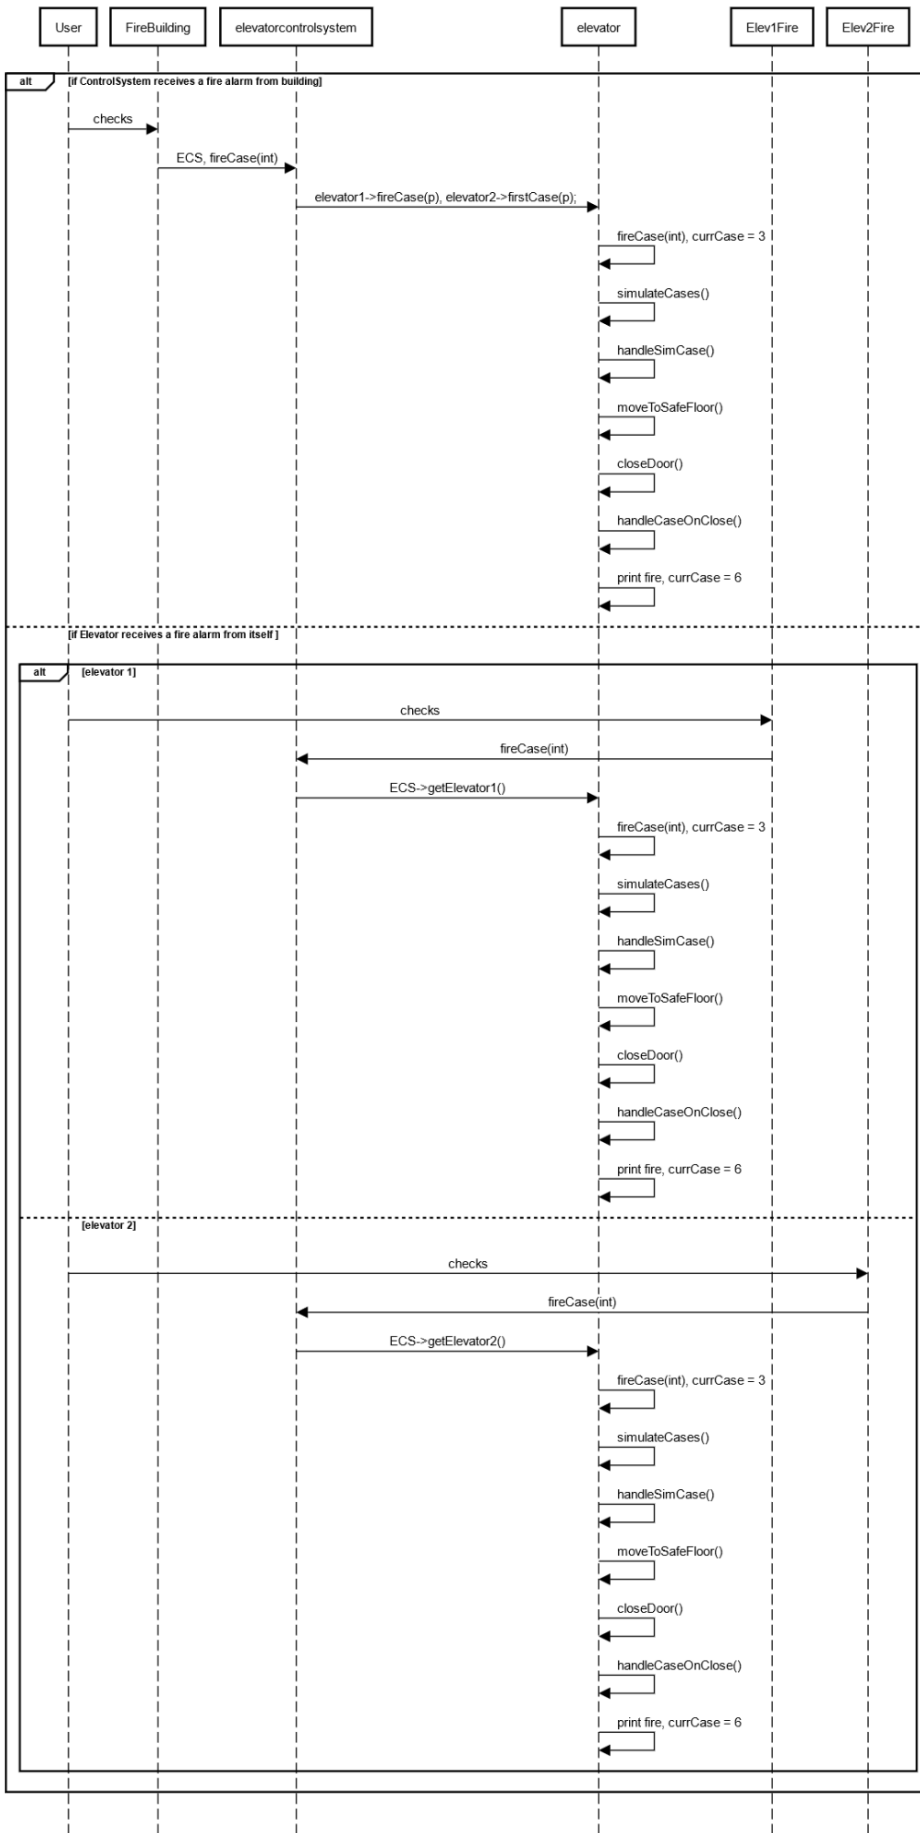 User FireBuilding elevatorcontrolsystem elevator Elev1Fire Elev2Fire
alt [if ControlSystem receives a fire alarm from building]
checks
ECS, fireCase(int)
elevator1->fireCase(p), elevator2->firstCase(p);
fireCase(int), currCase = 3
simulateCases()
handleSimCase()
moveToSafeFloor()
closeDoor()
handleCaseOnClose()
print fire, currCase = 6
[if Elevator receives a fire alarm from itself ]
alt [elevator 1]
checks
fireCase(int)
ECS->getElevator1()
fireCase(int), currCase = 3
simulateCases()
handleSimCase()
moveToSafeFloor()
closeDoor()
handleCaseOnClose()
print fire, currCase = 6
[elevator 2]
checks
fireCase(int)
ECS->getElevator2()
fireCase(int), currCase = 3
simulateCases()
handleSimCase()
moveToSafeFloor()
closeDoor()
handleCaseOnClose()
print fire, currCase = 6